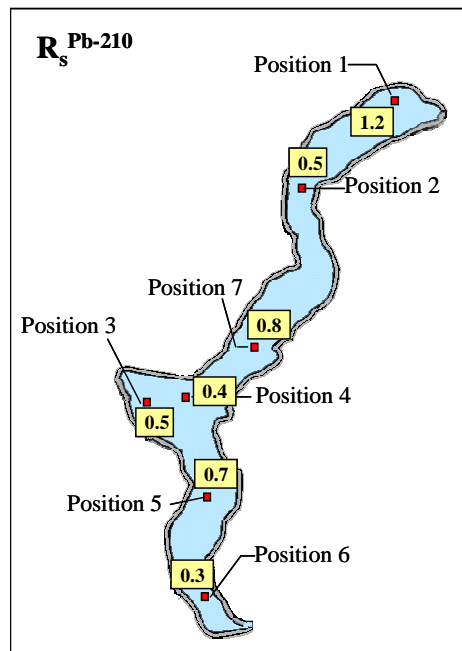 Rs Pb-210
Position 1
1.2
0.5
Position 2
Position 7
0.8
Position 3
0.4
Position 4
0.5
0.7
Position 5
Position 6
0.3